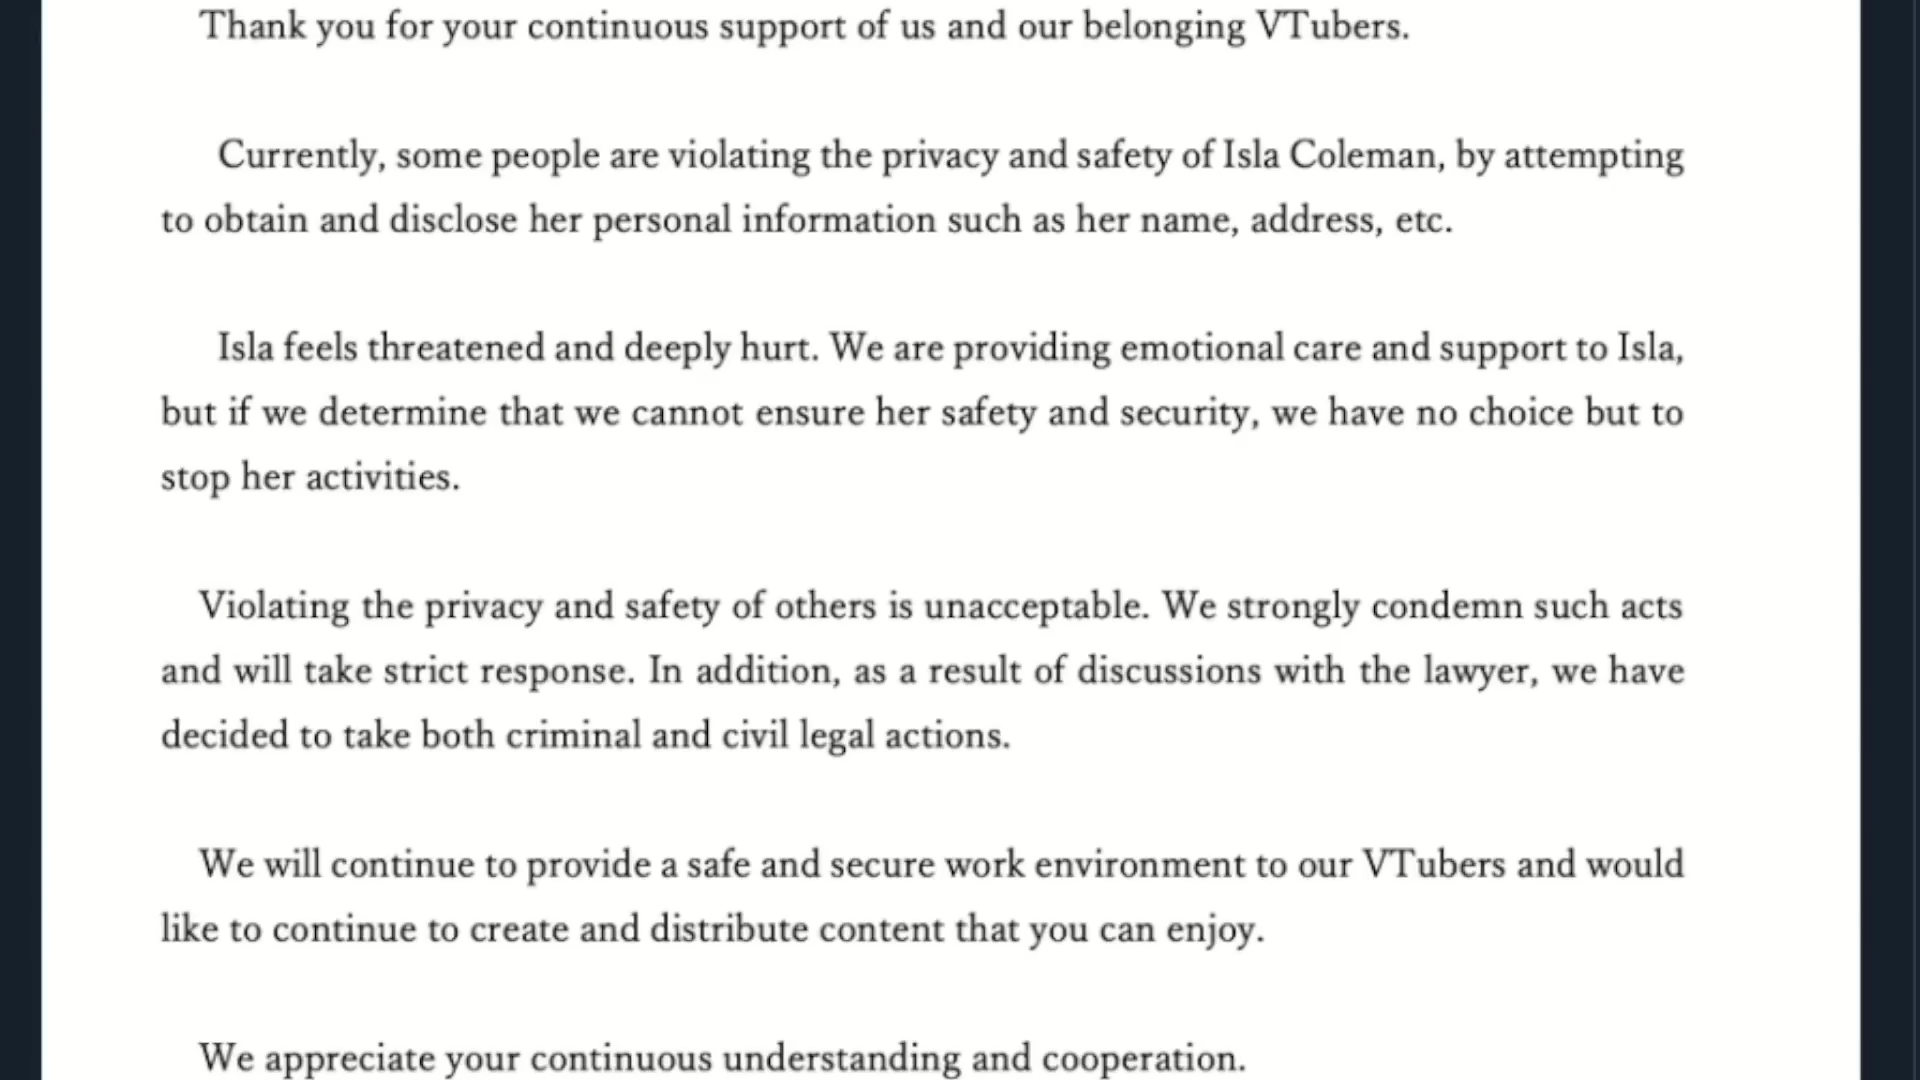 Thank you for your continuous support of us and our belonging VTubers.
Currently, some people are violating the privacy and safety of Isla Coleman, by attempting
to obtain and disclose her personal information such as her name, address, etc.
Isla feels threatened and deeply hurt. We are providing emotional care and support to Isla,
but if we determine that we cannot ensure her safety and security, we have no choice but to
stop her activities.
Violating the privacy and safety of others is unacceptable. We strongly condemn such acts
and will take strict response. In addition, as a result of discussions with the lawyer, we have
decided to take both criminal and civil legal actions.
We will continue to provide a safe and secure work environment to our VTubers and would
like to continue to create and distribute content that you can enjoy.
We appreciate your continuous understanding and cooperation.